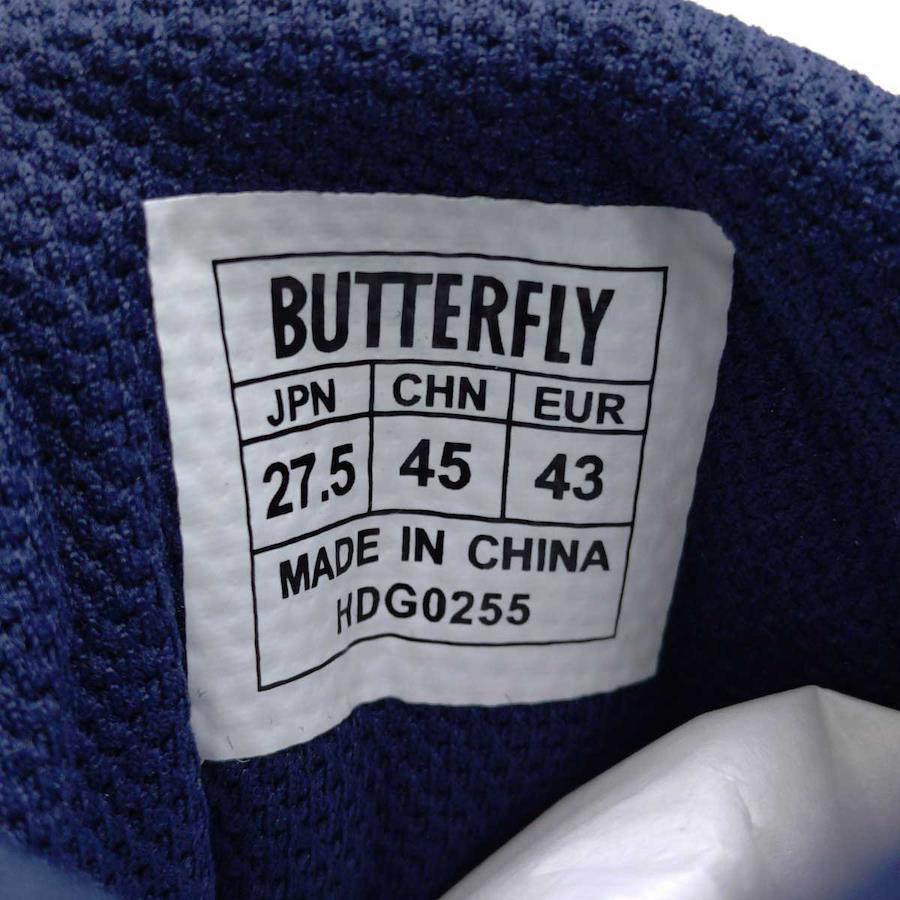 BUTTERFLY
JPN CHN EUR
27.5 45 43
MADE IN CHINA
HDG0255